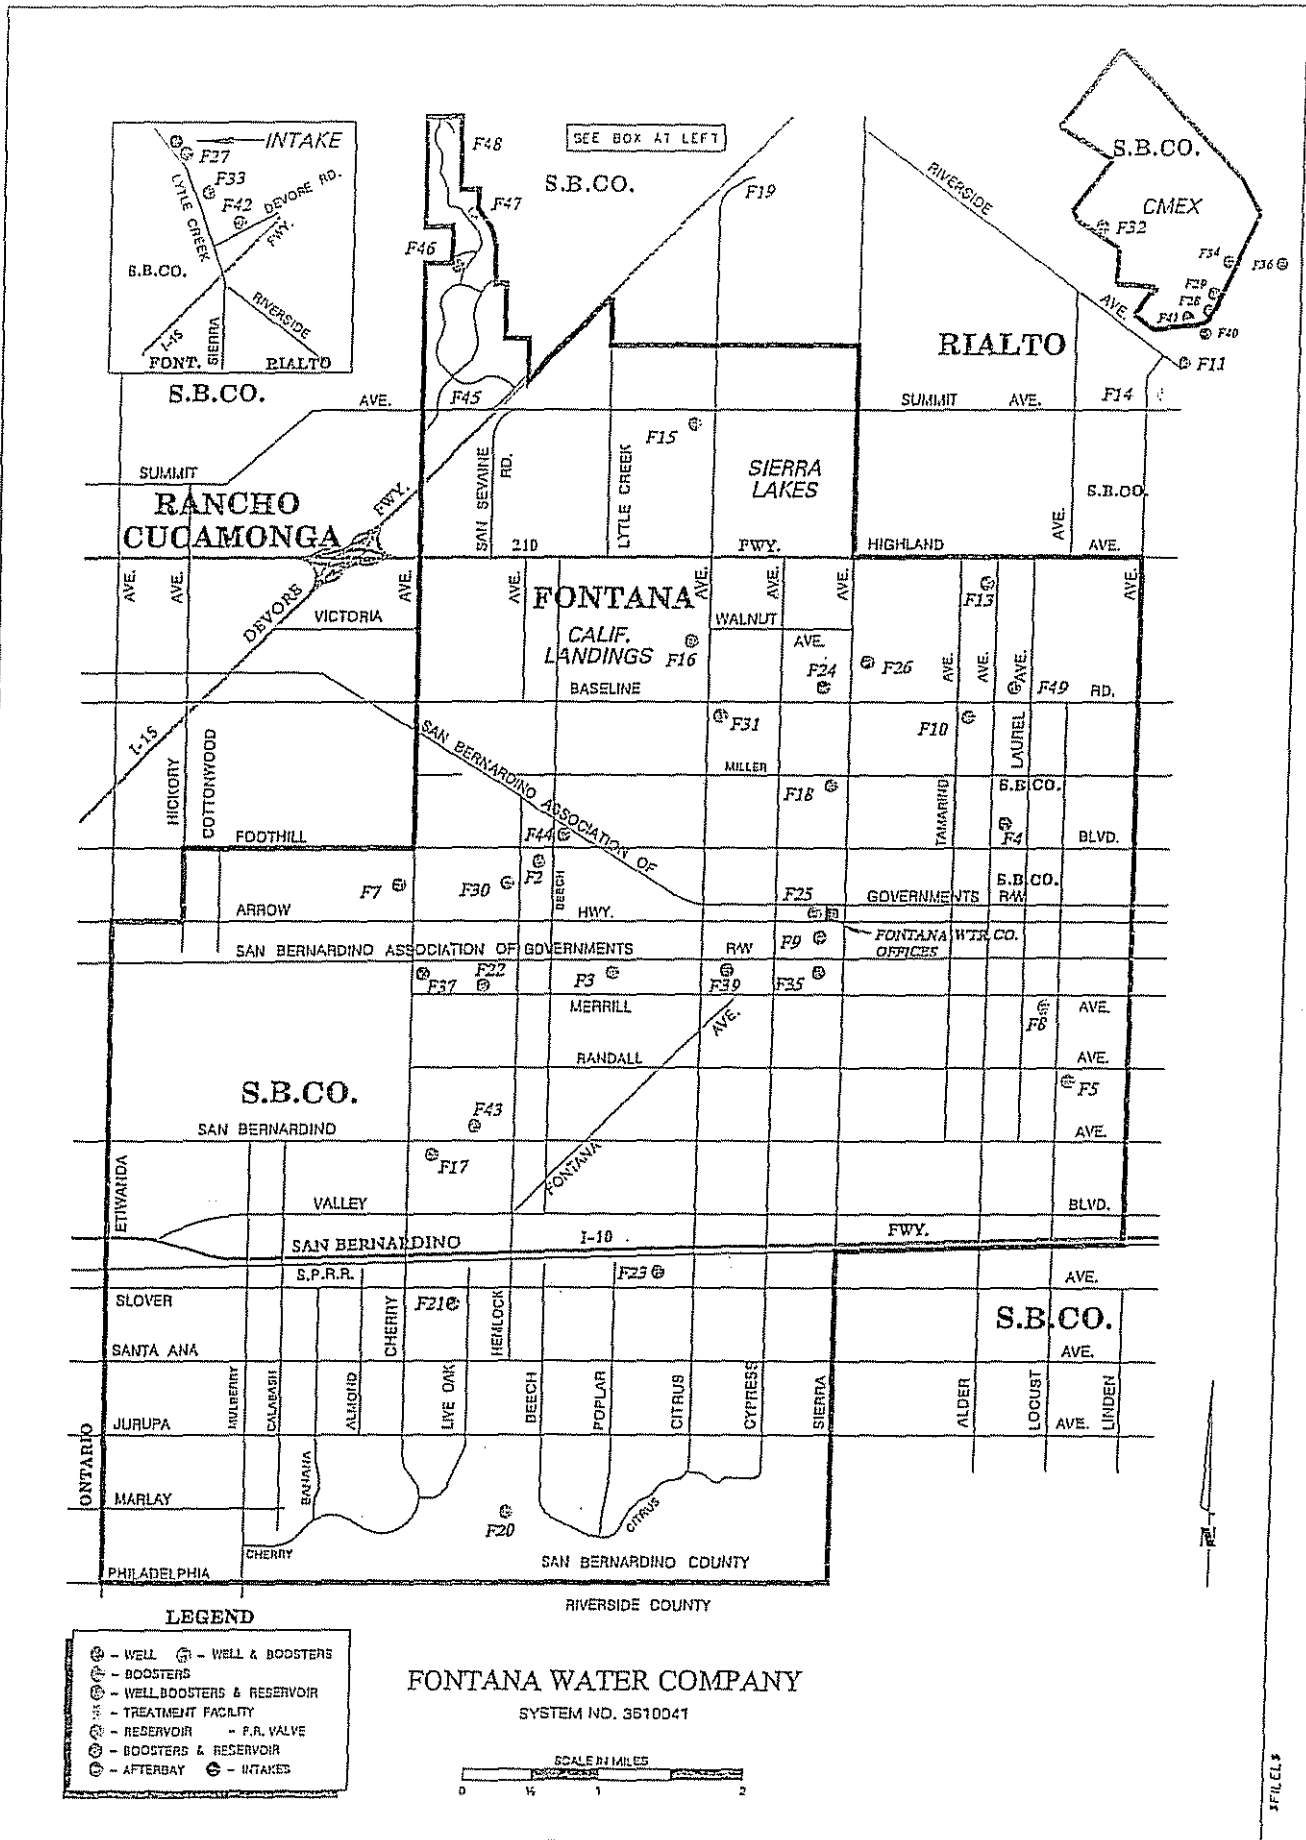 INTAKE
F27
F33
F42
DEVORE RD.
LYTLE CREEK
FWY.
S.B.CO.
RIVERSIDE
I-15
SIERRA
FONT.
RIALTO
S.B.CO.
F48
SEE BOX AT LEFT
S.B.CO.
F47
F46
F19
RIVERSIDE
AVE.
S.B.CO.
CMEX
F32
F34
F36
F29
F28
F41
F40
F11
RIALTO
F45
AVE.
SUMMIT
AVE.
F14
F15
SUMMIT
SAN SEVAINE
RD.
LYTLE CREEK
SIERRA
LAKES
S.B.CO.
RANCHO
CUCAMONGA
FWY.
210
FWY.
HIGHLAND
AVE.
AVE.
AVE.
AVE.
DEVORE
VICTORIA
AVE.
AVE.
FONTANA
AVE.
AVE.
AVE.
F13
AVE.
WALNUT
AVE.
CALIF.
LANDINGS
F16
F24
F26
AVE.
AVE.
AVE.
F49
BASELINE
RD.
I-15
HICKORY
COTTONWOOD
SAN BERNARDINO ASSOCIATION OF
F31
F10
LAUREL
MILLER
F18
S.B.CO.
TAMARIND
FOOTHILL
F44
F4
BLVD.
F7
F30
F2
BEECH
F25
GOVERNMENTS
R/W
S.B.CO.
ARROW
HWY.
FONTANA WTR. CO.
OFFICES
SAN BERNARDINO ASSOCIATION OF GOVERNMENTS
R/W
F9
F37
F22
F3
F39
F35
MERRILL
AVE.
F6
AVE.
RANDALL
AVE.
F5
S.B.CO.
F43
SAN BERNARDINO
AVE.
F17
FONTANA
ETIWANDA
VALLEY
BLVD.
SAN BERNARDINO
I-10
FWY.
S.P.R.R.
F23
AVE.
SLOVER
CHERRY
F21
HEMLOCK
S.B.CO.
SANTA ANA
AVE.
MULBERRY
CALABASH
ALMOND
LIVE OAK
BEECH
POPLAR
CITRUS
CYPRESS
SIERRA
ALDER
LOCUST
LINDEN
JURUPA
AVE.
ONTARIO
BANANA
MARLAY
F20
CITRUS
CHERRY
SAN BERNARDINO COUNTY
PHILADELPHIA
RIVERSIDE COUNTY
N
LEGEND
- WELL - WELL & BOOSTERS
- BOOSTERS
- WELL,BOOSTERS & RESERVOIR
- TREATMENT FACILITY
- RESERVOIR - P.R. VALVE
- BOOSTERS & RESERVOIR
- AFTERBAY - INTAKES
FONTANA WATER COMPANY
SYSTEM NO. 3610041
SCALE IN MILES
0 ½ 1 2